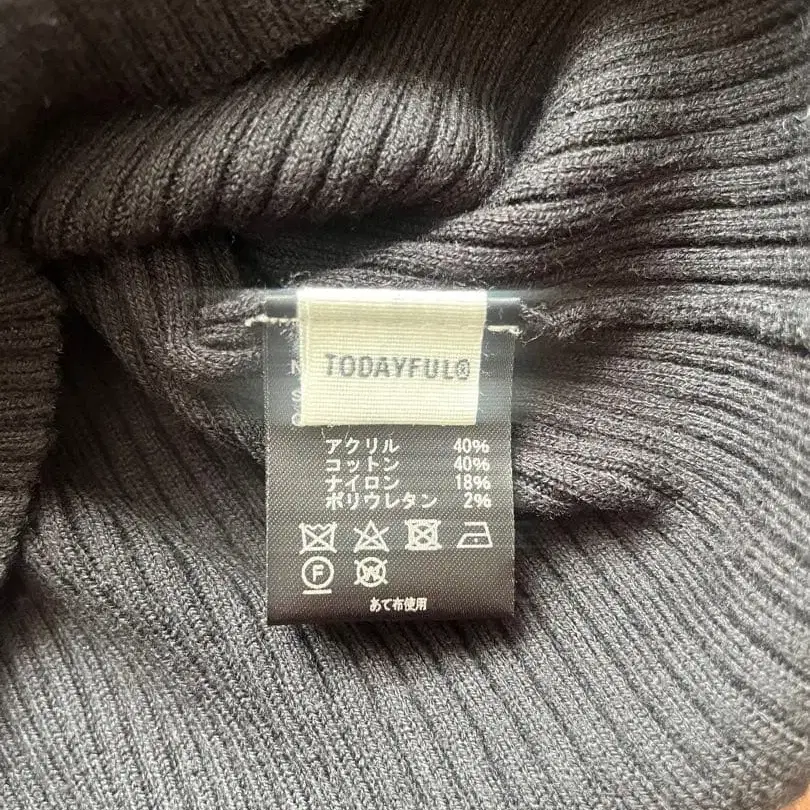 TODAYFUL®
アクリル 40%
コットン 40%
ナイロン 18%
ポリウレタン 2%
F
W
あて布使用